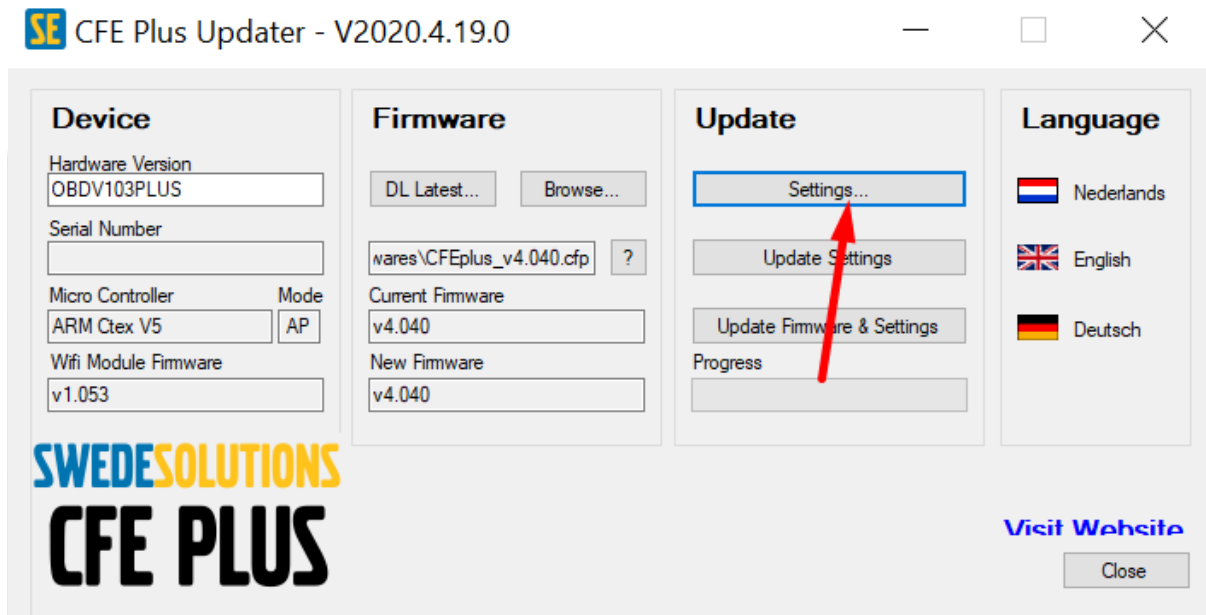 SE CFE Plus Updater - V2020.4.19.0
Device
Hardware Version
OBDV103PLUS
Serial Number
Micro Controller Mode
ARM Ctex V5 AP
Wifi Module Firmware
v1.053
Firmware
DL Latest... Browse...
wares\CFEplus_v4.040.cfp ?
Current Firmware
v4.040
New Firmware
v4.040
Update
Settings...
Update Settings
Update Firmware & Settings
Progress
Language
Nederlands
English
Deutsch
SWEDESOLUTIONS
CFE PLUS
Visit Website
Close